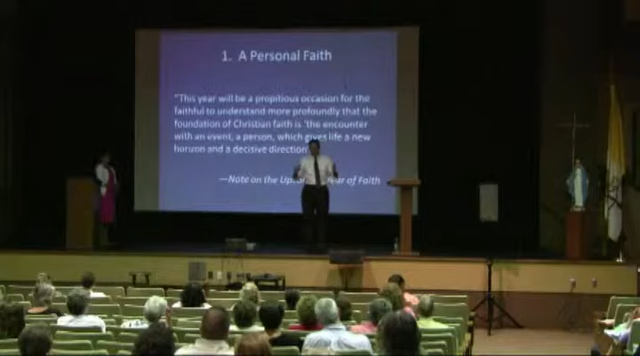 1. A Personal Faith
"This year will be a propitious occasion for the
faithful to understand more profoundly that the
foundation of Christian faith is 'the encounter
with an event, a person, which gives life a new
horizon and a decisive direction
—Note on the Year of Faith